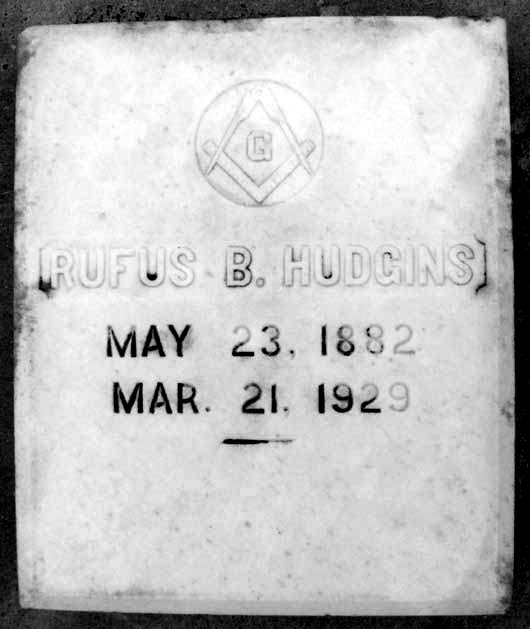 G
RUFUS B. HUDGINS
MAY 23, 1882
MAR. 21, 1929